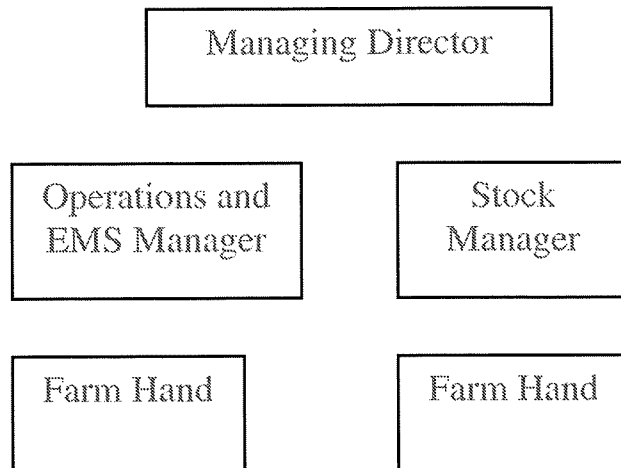 Managing Director
Operations and
EMS Manager
Stock
Manager
Farm Hand
Farm Hand